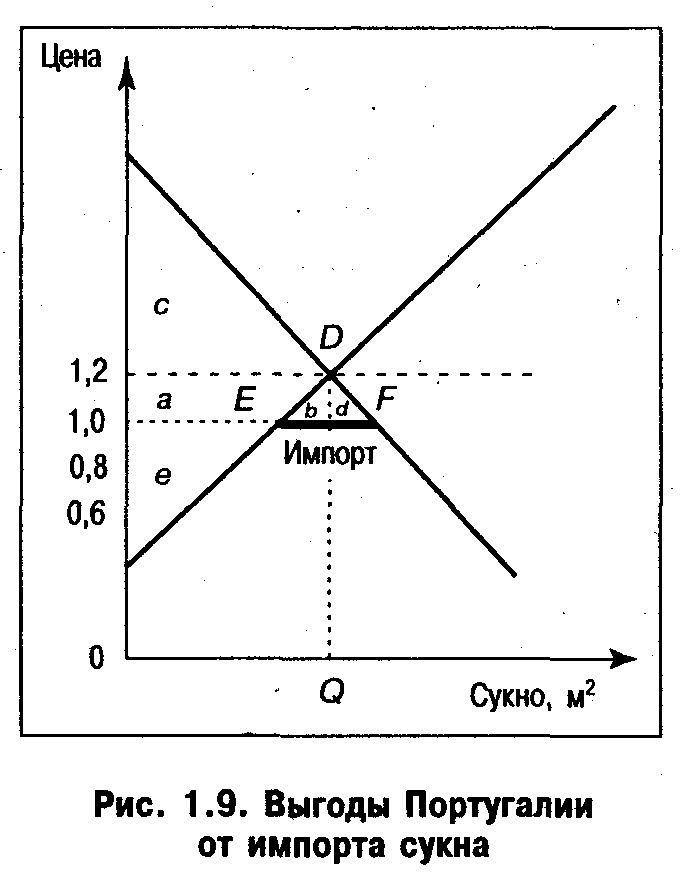 Цена
c
D
1,2
a
E
b
d
F
1,0
Импорт
0,8
e
0,6
0
Q
Сукно, м²
Рис. 1.9. Выгоды Португалии
от импорта сукна